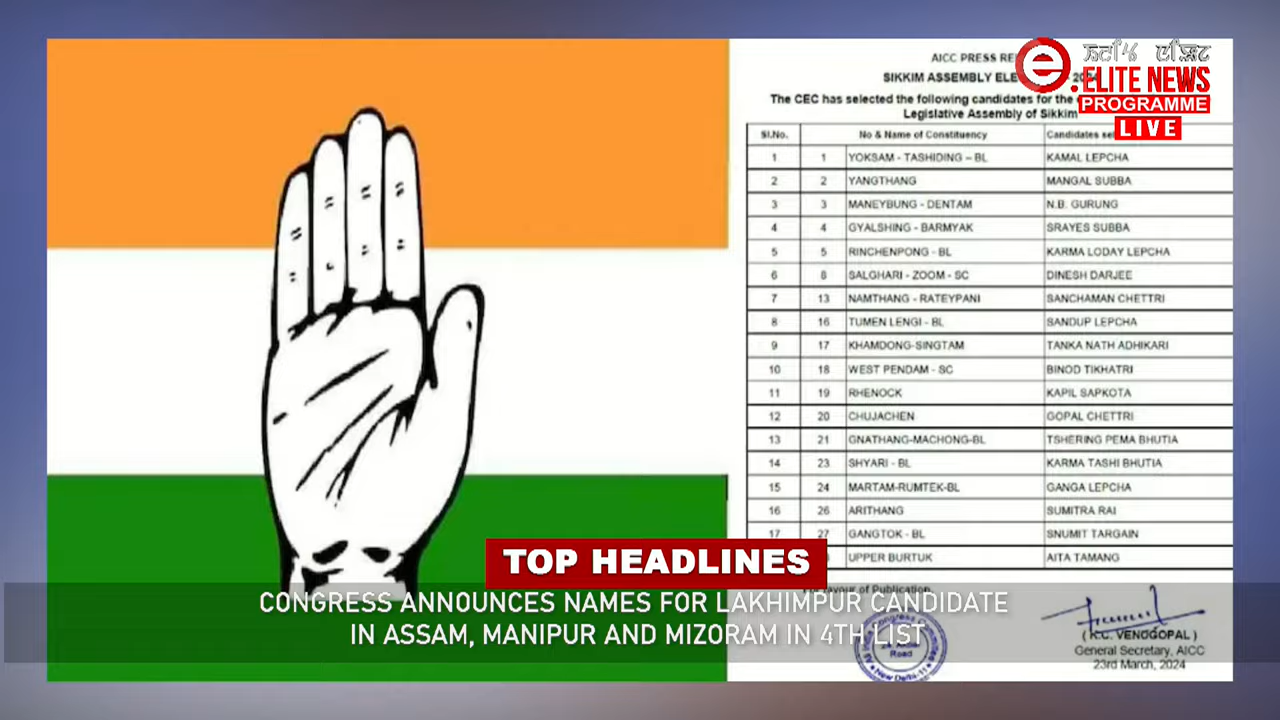 AICC PRESS
SIKKIM ASSEMBLY
The CEC has selected the following candidates for the
Legislative Assembly of Sikkim
Sl.No. No & Name of Constituency Candidates
1 1 YOKSAM - TASHIDING – BL KAMAL LEPCHA
2 2 YANGTHANG MANGAL SUBBA
3 3 MANEYBUNG - DENTAM N.B. GURUNG
4 4 GYALSHING - BARMYAK SRAYES SUBBA
5 5 RINCHENPONG - BL KARMA LODAY LEPCHA
6 8 SALGHARI - ZOOM - SC DINESH DARJEE
7 13 NAMTHANG - RATEYPANI SANCHAMAN CHETTRI
8 16 TUMEN LENGI - BL SANDUP LEPCHA
9 17 KHAMDONG-SINGTAM TANKA NATH ADHIKARI
10 18 WEST PENDAM - SC BINOD TIKHATRI
11 19 RHENOCK KAPIL SAPKOTA
12 20 CHUJACHEN GOPAL CHETTRI
13 21 GNATHANG-MACHONG-BL TSHERING PEMA BHUTIA
14 23 SHYARI - BL KARMA TASHI BHUTIA
15 24 MARTAM-RUMTEK-BL GANGA LEPCHA
16 26 ARITHANG SUMITRA RAI
17 27 GANGTOK - BL SNUMIT TARGAIN
UPPER BURTUK AITA TAMANG
For favour of Publication
( K.C. VENUGOPAL )
General Secretary, AICC
23rd March, 2024
Road
New Delhi-11
e.ELITE NEWS
PROGRAMME
LIVE
TOP HEADLINES
CONGRESS ANNOUNCES NAMES FOR LAKHIMPUR CANDIDATE
IN ASSAM, MANIPUR AND MIZORAM IN 4TH LIST